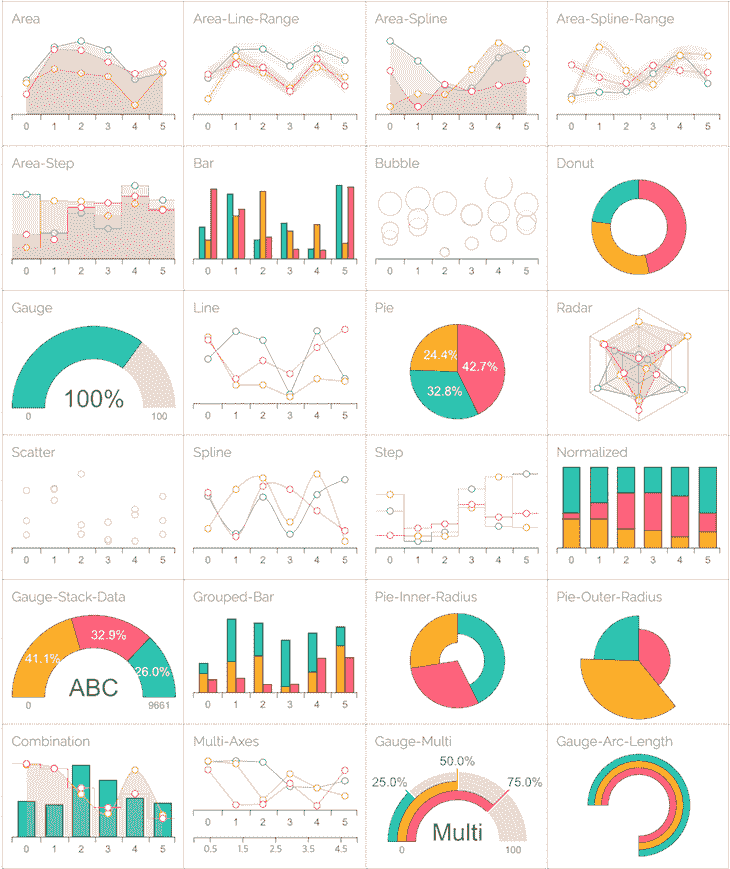 Area Area-Line-Range Area-Spline Area-Spline-Range
0 1 2 3 4 5 0 1 2 3 4 5 0 1 2 3 4 5 0 1 2 3 4 5
Area-Step Bar Bubble Donut
0 1 2 3 4 5 0 1 2 3 4 5 0 1 2 3 4 5
Gauge Line Pie Radar
24.4% 42.7%
100% 32.8%
0 100 0 1 2 3 4 5
Scatter Spline Step Normalized
0 1 2 3 4 5 0 1 2 3 4 5 0 1 2 3 4 5 0 1 2 3 4 5
Gauge-Stack-Data Grouped-Bar Pie-Inner-Radius Pie-Outer-Radius
32.9%
41.1% 26.0%
ABC
0 9661 0 1 2 3 4 5
Combination Multi-Axes Gauge-Multi Gauge-Arc-Length
50.0%
25.0% 75.0%
Multi
0 1 2 3 4 5 0 1 2 3 4 5 0 100
0.5 1.5 2.5 3.5 4.5